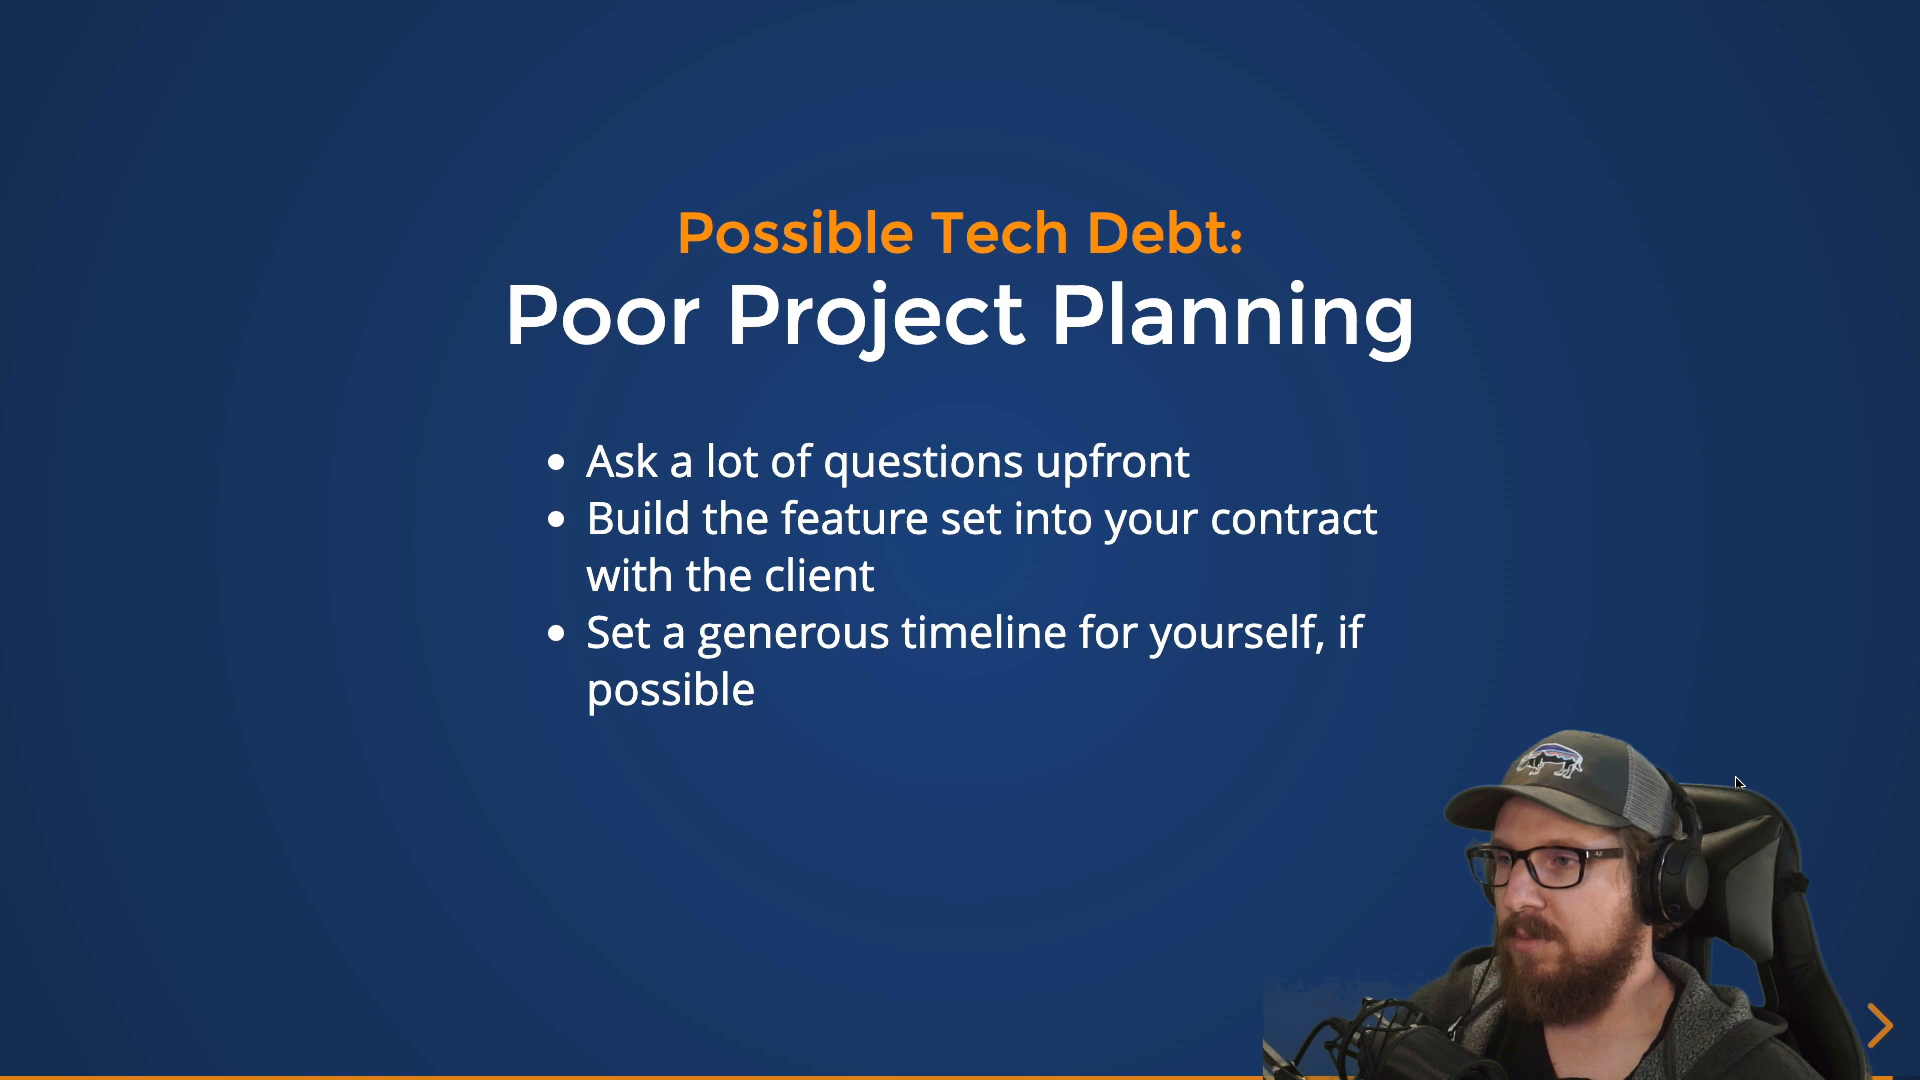 Possible Tech Debt:
Poor Project Planning
• Ask a lot of questions upfront
• Build the feature set into your contract
with the client
• Set a generous timeline for yourself, if
possible